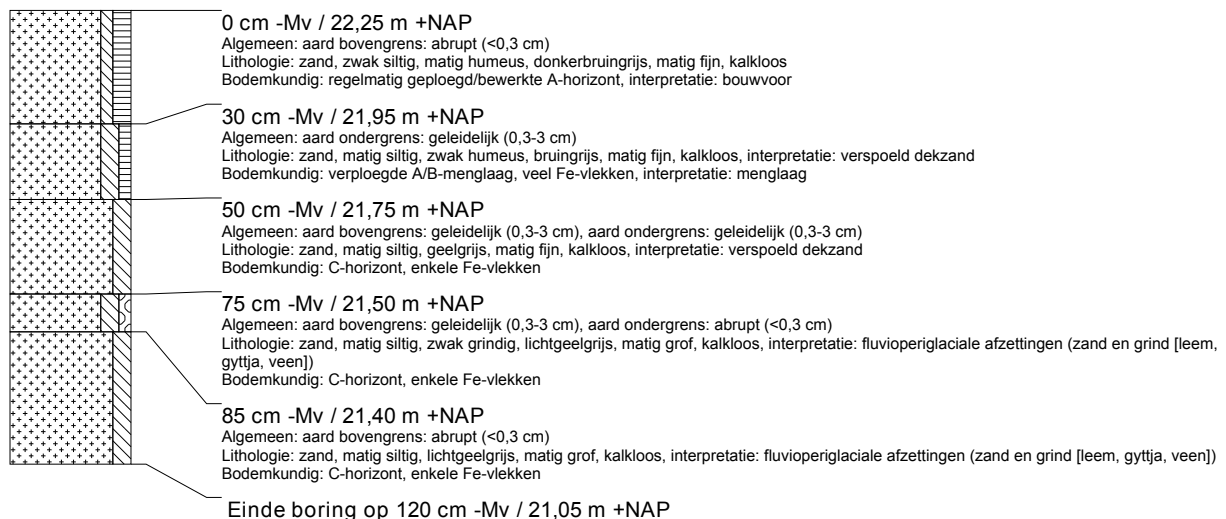 0 cm -Mv / 22,25 m +NAP
Algemeen: aard bovengrens: abrupt (<0,3 cm)
Lithologie: zand, zwak siltig, matig humeus, donkerbruingrijs, matig fijn, kalkloos
Bodemkundig: regelmatig geploegd/bewerkte A-horizont, interpretatie: bouwvoor
30 cm -Mv / 21,95 m +NAP
Algemeen: aard ondergrens: geleidelijk (0,3-3 cm)
Lithologie: zand, matig siltig, zwak humeus, bruingrijs, matig fijn, kalkloos, interpretatie: verspoeld dekzand
Bodemkundig: verploegde A/B-menglaag, veel Fe-vlekken, interpretatie: menglaag
50 cm -Mv / 21,75 m +NAP
Algemeen: aard bovengrens: geleidelijk (0,3-3 cm), aard ondergrens: geleidelijk (0,3-3 cm)
Lithologie: zand, matig siltig, geelgrijs, matig fijn, kalkloos, interpretatie: verspoeld dekzand
Bodemkundig: C-horizont, enkele Fe-vlekken
75 cm -Mv / 21,50 m +NAP
Algemeen: aard bovengrens: geleidelijk (0,3-3 cm), aard ondergrens: abrupt (<0,3 cm)
Lithologie: zand, matig siltig, zwak grindig, lichtgeelgrijs, matig grof, kalkloos, interpretatie: fluvioperiglaciale afzettingen (zand en grind [leem,
gyttja, veen])
Bodemkundig: C-horizont, enkele Fe-vlekken
85 cm -Mv / 21,40 m +NAP
Algemeen: aard bovengrens: abrupt (<0,3 cm)
Lithologie: zand, matig siltig, lichtgeelgrijs, matig grof, kalkloos, interpretatie: fluvioperiglaciale afzettingen (zand en grind [leem, gyttja, veen])
Bodemkundig: C-horizont, enkele Fe-vlekken
Einde boring op 120 cm -Mv / 21,05 m +NAP